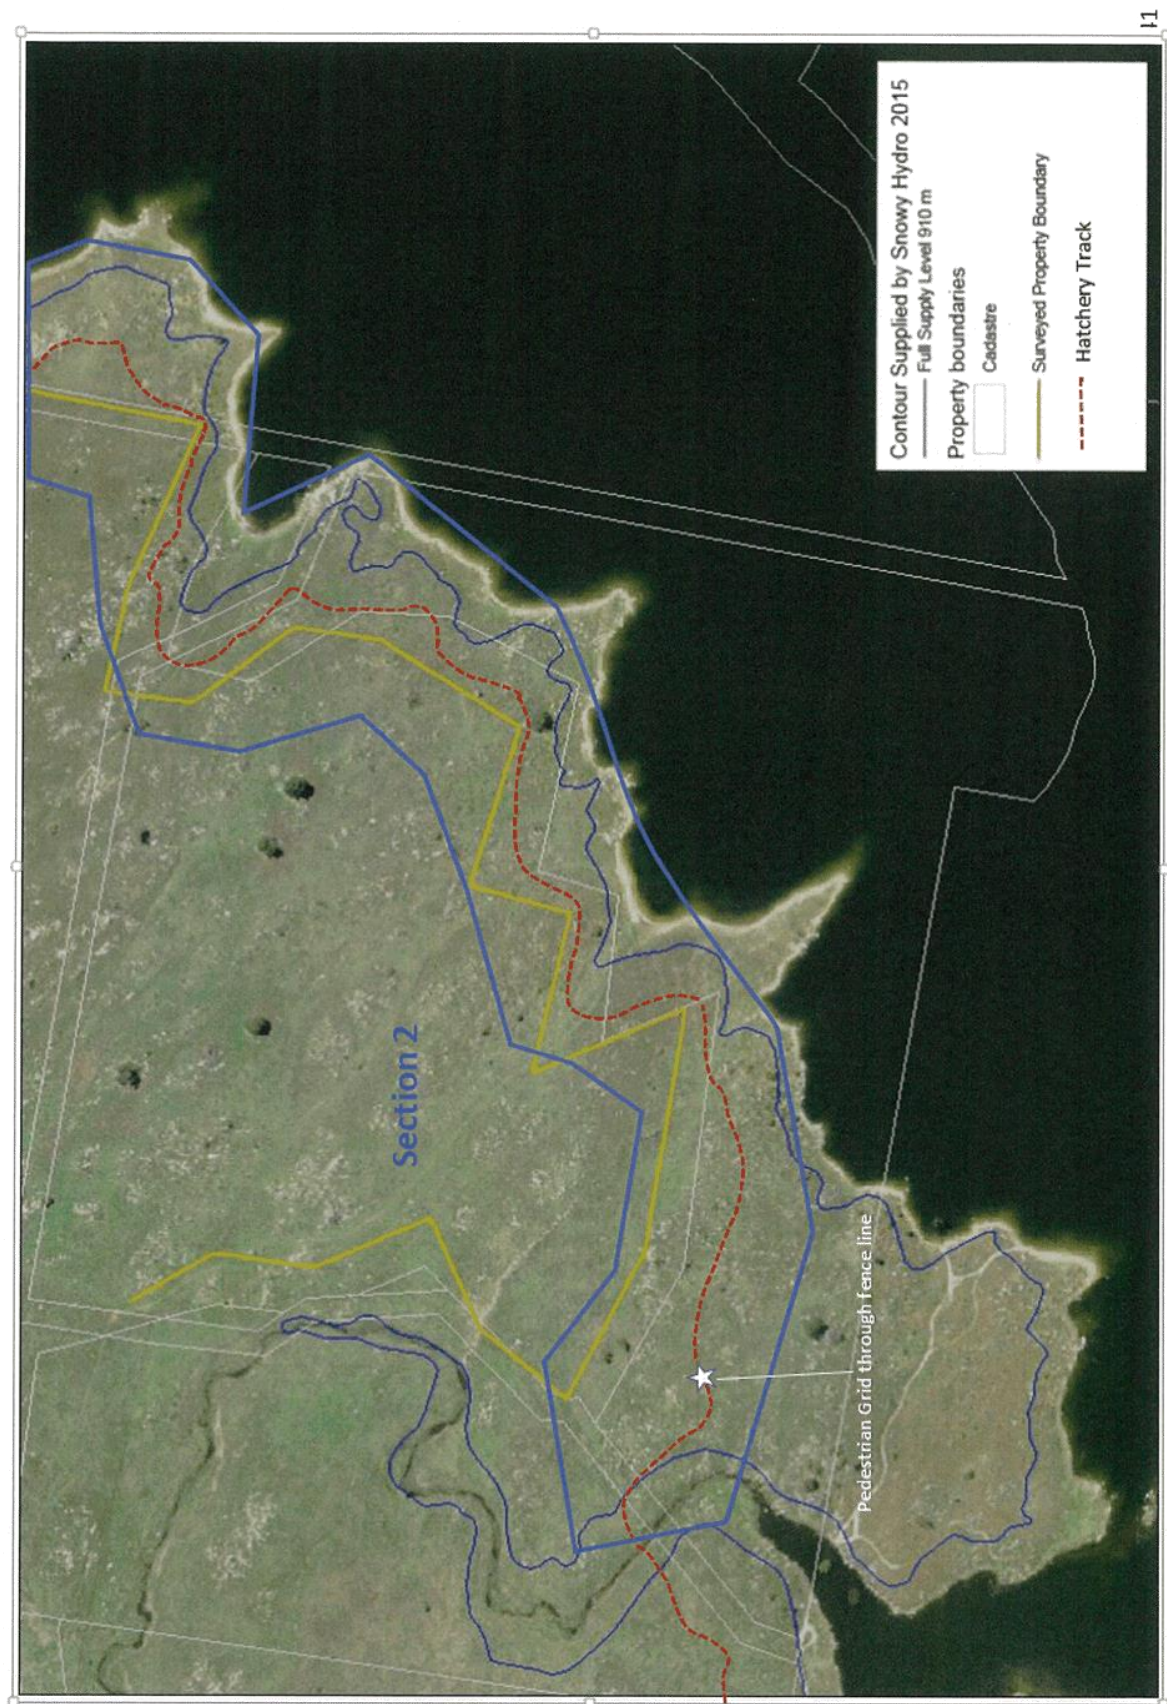 11
Contour Supplied by Snowy Hydro 2015
Full Supply Level 910 m
Property boundaries
Cadastre
Surveyed Property Boundary
Hatchery Track
Section 2
Pedestrian Grid through fence line